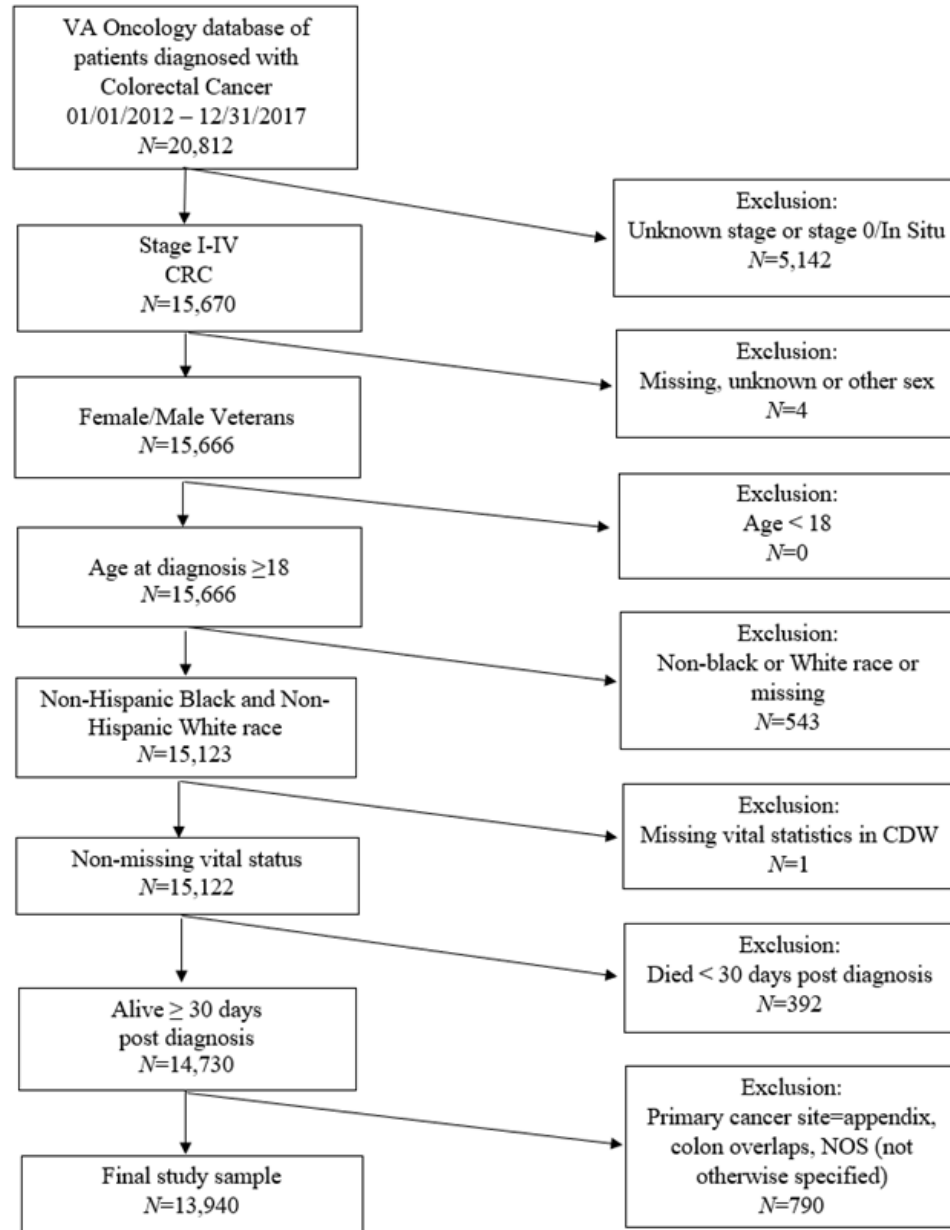 VA Oncology database of
patients diagnosed with
Colorectal Cancer
01/01/2012 – 12/31/2017
N=20,812
Exclusion:
Unknown stage or stage 0/In Situ
N=5,142
Stage I-IV
CRC
N=15,670
Exclusion:
Missing, unknown or other sex
N=4
Female/Male Veterans
N=15,666
Exclusion:
Age < 18
N=0
Age at diagnosis ≥18
N=15,666
Exclusion:
Non-black or White race or
missing
N=543
Non-Hispanic Black and Non-
Hispanic White race
N=15,123
Exclusion:
Missing vital statistics in CDW
N=1
Non-missing vital status
N=15,122
Exclusion:
Died < 30 days post diagnosis
N=392
Alive ≥ 30 days
post diagnosis
N=14,730
Exclusion:
Primary cancer site=appendix,
colon overlaps, NOS (not
otherwise specified)
N=790
Final study sample
N=13,940